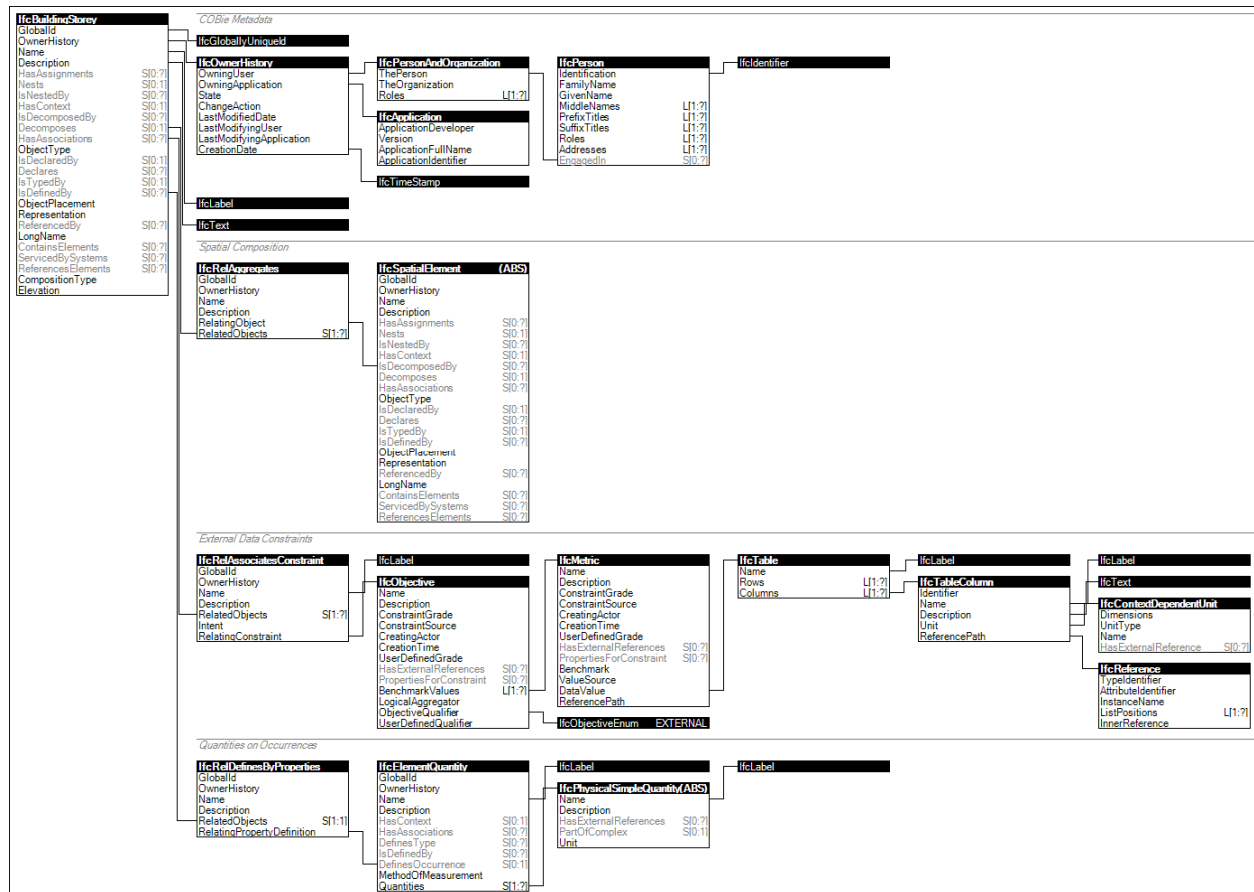 IfcBuildingStorey
GlobalId
OwnerHistory
Name
Description
HasAssignments S[0:?]
Nests S[0:1]
IsNestedBy S[0:?]
HasContext S[0:1]
IsDecomposedBy S[0:?]
Decomposes S[0:1]
HasAssociations S[0:?]
ObjectType
IsDeclaredBy S[0:1]
Declares S[0:?]
IsTypedBy S[0:1]
IsDefinedBy S[0:?]
ObjectPlacement
Representation
ReferencedBy S[0:?]
LongName
ContainsElements S[0:?]
ServicedBySystems S[0:?]
ReferencesElements S[0:?]
CompositionType
Elevation
COBie Metadata
IfcGloballyUniqueId
IfcOwnerHistory
OwningUser
OwningApplication
State
ChangeAction
LastModifiedDate
LastModifyingUser
LastModifyingApplication
CreationDate
IfcPersonAndOrganization
ThePerson
TheOrganization
Roles L[1:?]
IfcApplication
ApplicationDeveloper
Version
ApplicationFullName
ApplicationIdentifier
IfcTimeStamp
IfcPerson
Identification
FamilyName
GivenName
MiddleNames L[1:?]
PrefixTitles L[1:?]
SuffixTitles L[1:?]
Roles L[1:?]
Addresses L[1:?]
EngagedIn S[0:?]
IfcIdentifier
IfcLabel
IfcText
Spatial Composition
IfcRelAggregates
GlobalId
OwnerHistory
Name
Description
RelatingObject
RelatedObjects S[1:?]
IfcSpatialElement (ABS)
GlobalId
OwnerHistory
Name
Description
HasAssignments S[0:?]
Nests S[0:1]
IsNestedBy S[0:?]
HasContext S[0:1]
IsDecomposedBy S[0:?]
Decomposes S[0:1]
HasAssociations S[0:?]
ObjectType
IsDeclaredBy S[0:1]
Declares S[0:?]
IsTypedBy S[0:1]
IsDefinedBy S[0:?]
ObjectPlacement
Representation
ReferencedBy S[0:?]
LongName
ContainsElements S[0:?]
ServicedBySystems S[0:?]
ReferencesElements S[0:?]
External Data Constraints
IfcRelAssociatesConstraint
GlobalId
OwnerHistory
Name
Description
RelatedObjects S[1:?]
Intent
RelatingConstraint
IfcLabel
IfcObjective
Name
Description
ConstraintGrade
ConstraintSource
CreatingActor
CreationTime
UserDefinedGrade
HasExternalReferences S[0:?]
PropertiesForConstraint S[0:?]
BenchmarkValues L[1:?]
LogicalAggregator
ObjectiveQualifier
UserDefinedQualifier
IfcMetric
Name
Description
ConstraintGrade
ConstraintSource
CreatingActor
CreationTime
UserDefinedGrade
HasExternalReferences S[0:?]
PropertiesForConstraint S[0:?]
Benchmark
ValueSource
DataValue
ReferencePath
IfcObjectiveEnum EXTERNAL
IfcTable
Name
Rows L[1:?]
Columns L[1:?]
IfcLabel
IfcTableColumn
Identifier
Name
Description
Unit
ReferencePath
IfcLabel
IfcText
IfcContextDependentUnit
Dimensions
UnitType
Name
HasExternalReference S[0:?]
IfcReference
TypeIdentifier
AttributeIdentifier
InstanceName
ListPositions L[1:?]
InnerReference
Quantities on Occurrences
IfcRelDefinesByProperties
GlobalId
OwnerHistory
Name
Description
RelatedObjects S[1:1]
RelatingPropertyDefinition
IfcElementQuantity
GlobalId
OwnerHistory
Name
Description
HasContext S[0:1]
HasAssociations S[0:?]
DefinesType S[0:?]
IsDefinedBy S[0:?]
DefinesOccurrence S[0:1]
MethodOfMeasurement
Quantities S[1:?]
IfcLabel
IfcPhysicalSimpleQuantity(ABS)
Name
Description
HasExternalReferences S[0:?]
PartOfComplex S[0:1]
Unit
IfcLabel